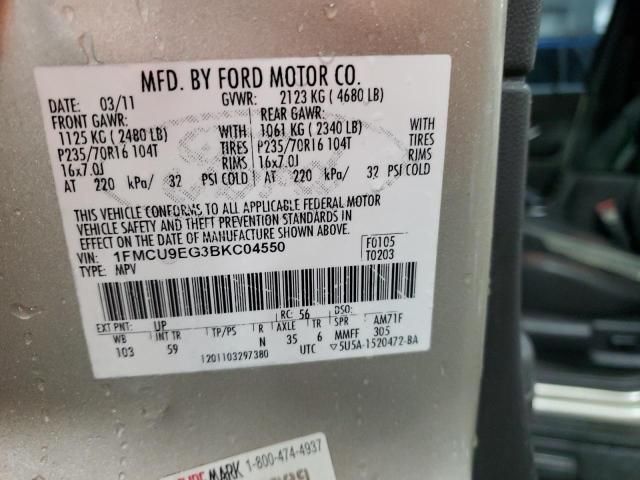 MFD. BY FORD MOTOR CO.
DATE: 03/11 GVWR: 2123 KG ( 4680 LB)
FRONT GAWR: REAR GAWR:
1125 KG ( 2480 LB) WITH 1061 KG ( 2340 LB) WITH
P235/70R16 104T TIRES P235/70R16 104T TIRES
16x7.0J RIMS 16x7.0J RIMS
AT 220 kPa/ 32 PSI COLD AT 220 kPa/ 32 PSI COLD
THIS VEHICLE CONFORMS TO ALL APPLICABLE FEDERAL MOTOR
VEHICLE SAFETY AND THEFT PREVENTION STANDARDS IN
EFFECT ON THE DATE OF MANUFACTURE SHOWN ABOVE.
VIN: 1FMCU9EG3BKC04550 F0105
TYPE: MPV T0203
RC: 56 DSO:
EXT PNT: UP AM71F
WB INT TR TP/PS R AXLE TR SPR 305
103 59 N 35 6 MMFF
1201103297380 UTC 5U5A-1520472-BA
MARK 1-800-474-4937